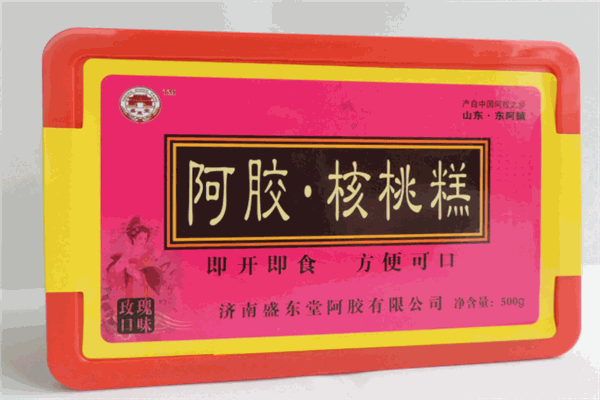 TM
产自中国阿胶之乡
山东·东阿镇
阿胶·核桃糕
即开即食 方便可口
玫瑰
口味
济南盛东堂阿胶有限公司 净含量：500g